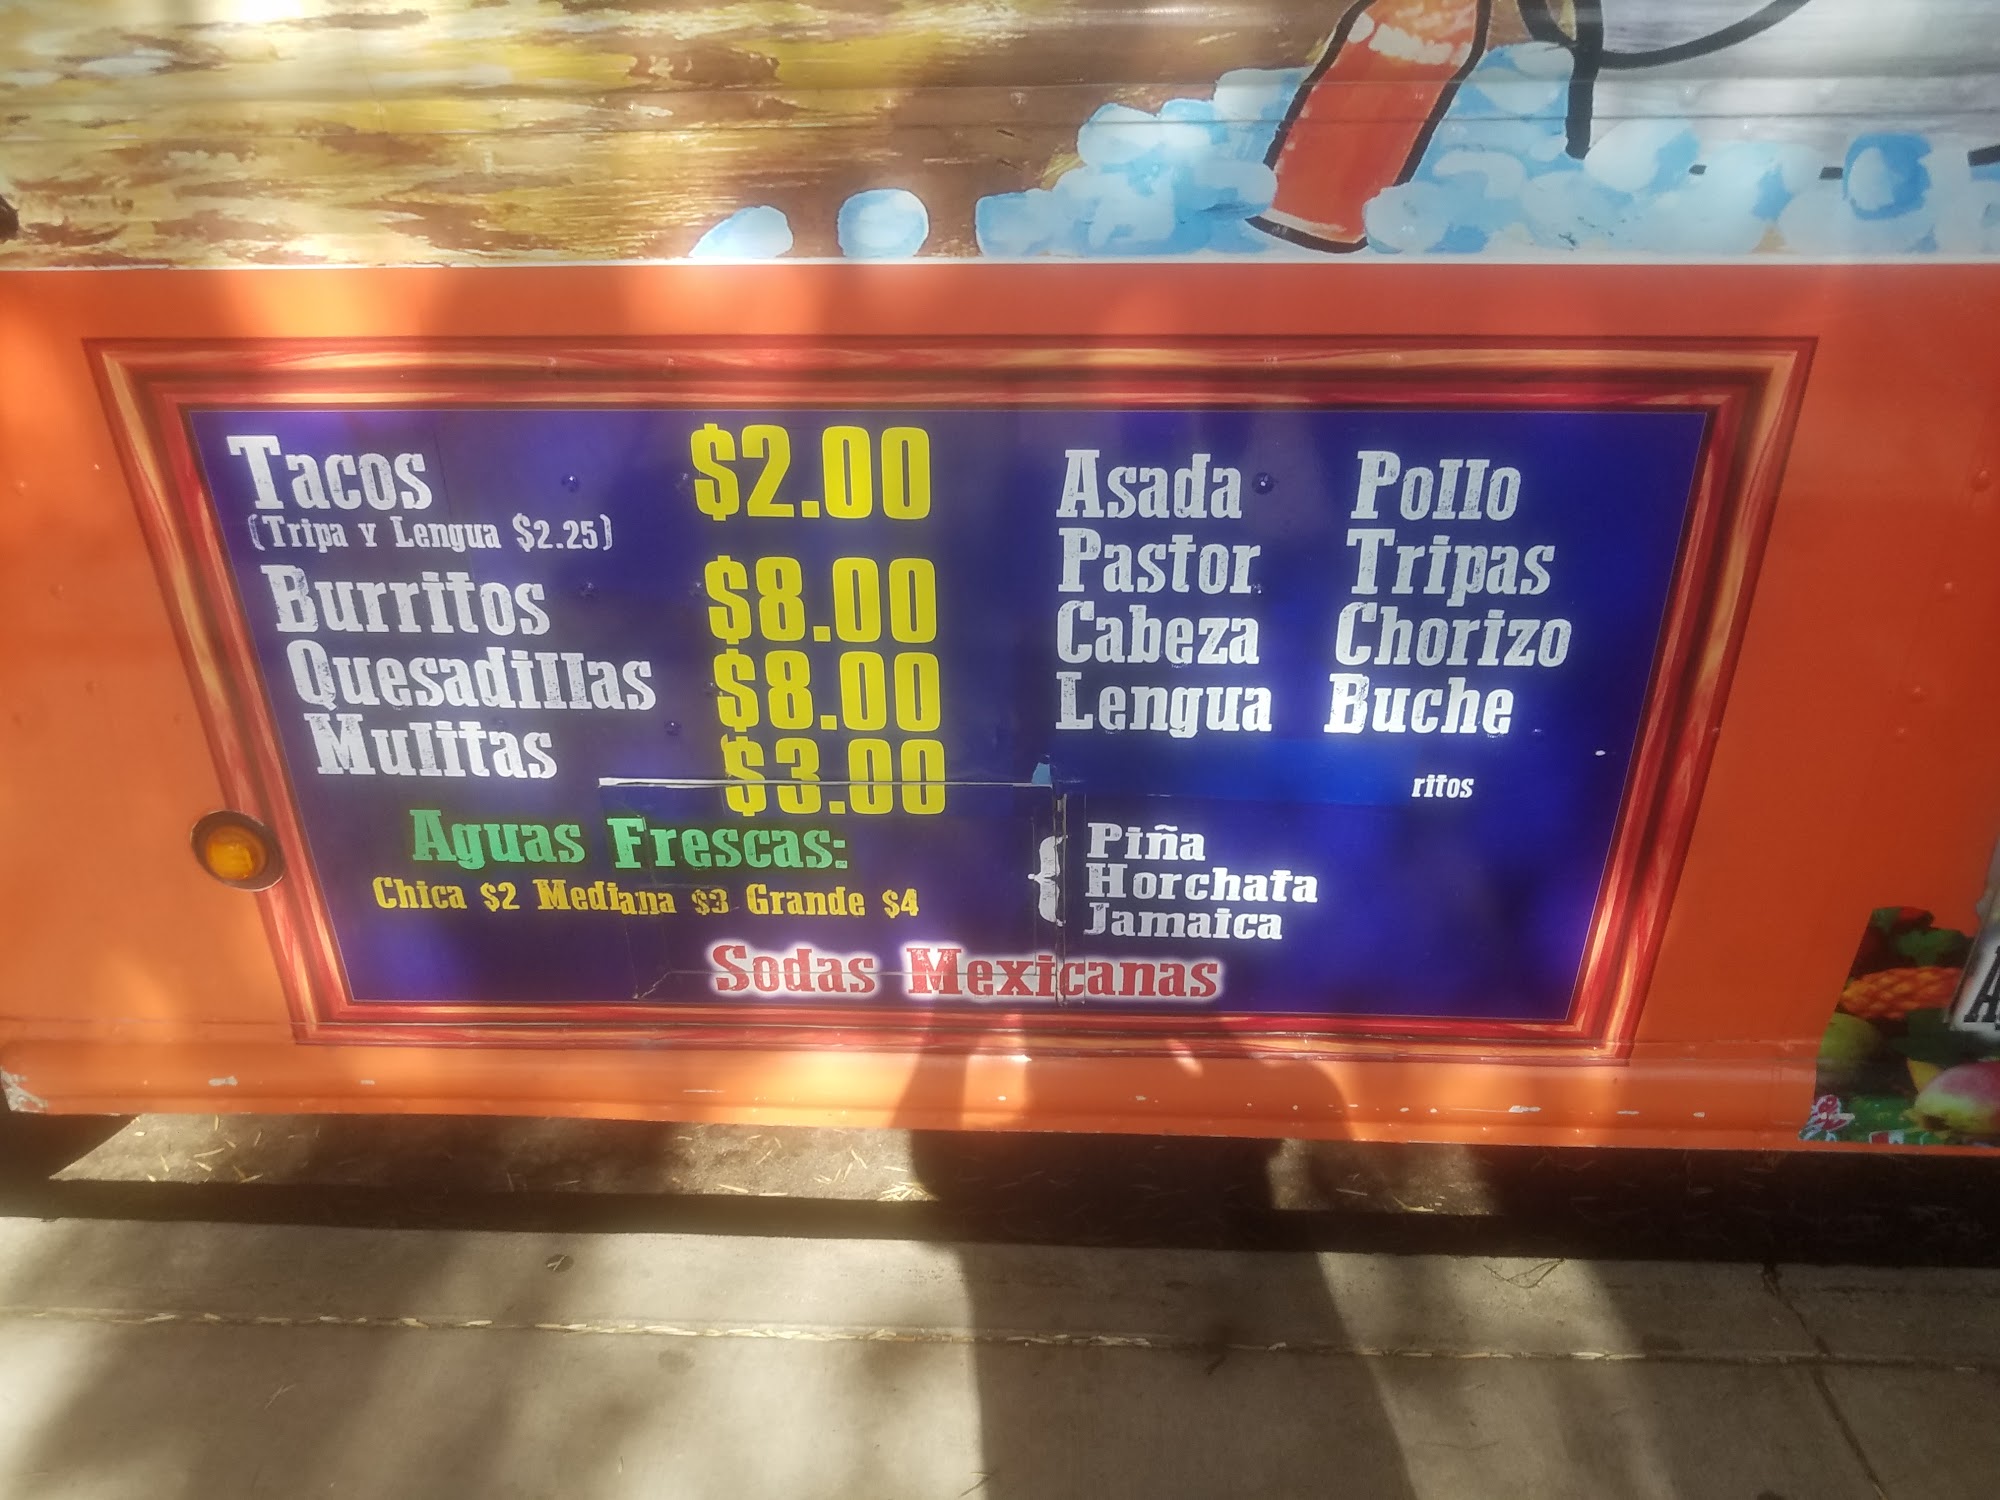 Tacos $2.00
(Tripa y Lengua $2.25)
Burritos $8.00
Quesadillas $8.00
Mulitas $3.00
Asada Pollo
Pastor Tripas
Cabeza Chorizo
Lengua Buche
ritos
Aguas Frescas:
Chica $2 Mediana $3 Grande $4
{ Piña
Horchata
Jamaica
Sodas Mexicanas